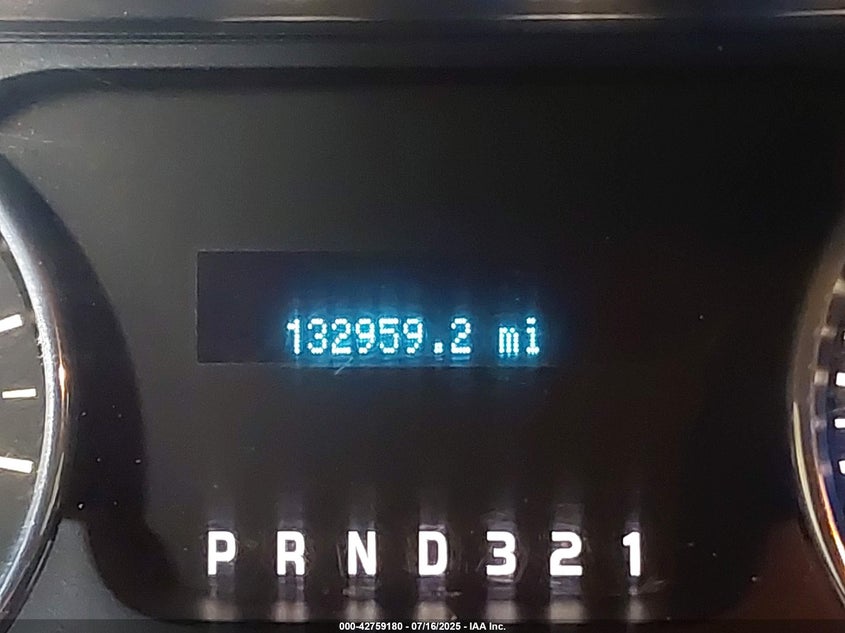 132959.2 mi
P R N D 3 2 1
000-42759180 - 07/16/2025 - IAA Inc.